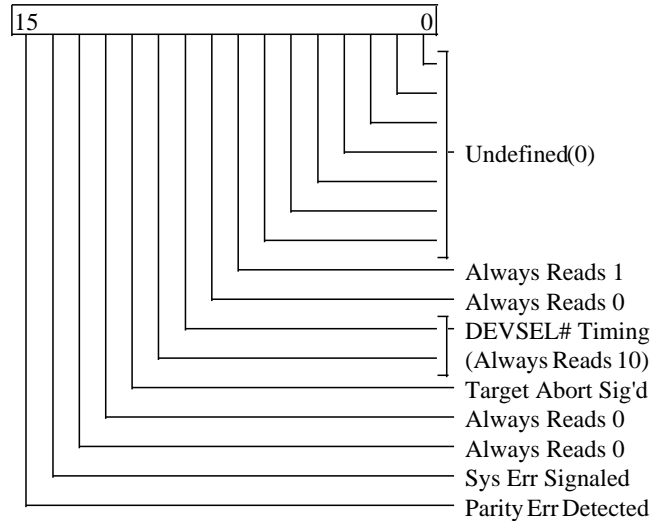 15 0
Undefined(0)
Always Reads 1
Always Reads 0
DEVSEL# Timing
(Always Reads 10)
Target Abort Sig'd
Always Reads 0
Always Reads 0
Sys Err Signaled
Parity Err Detected